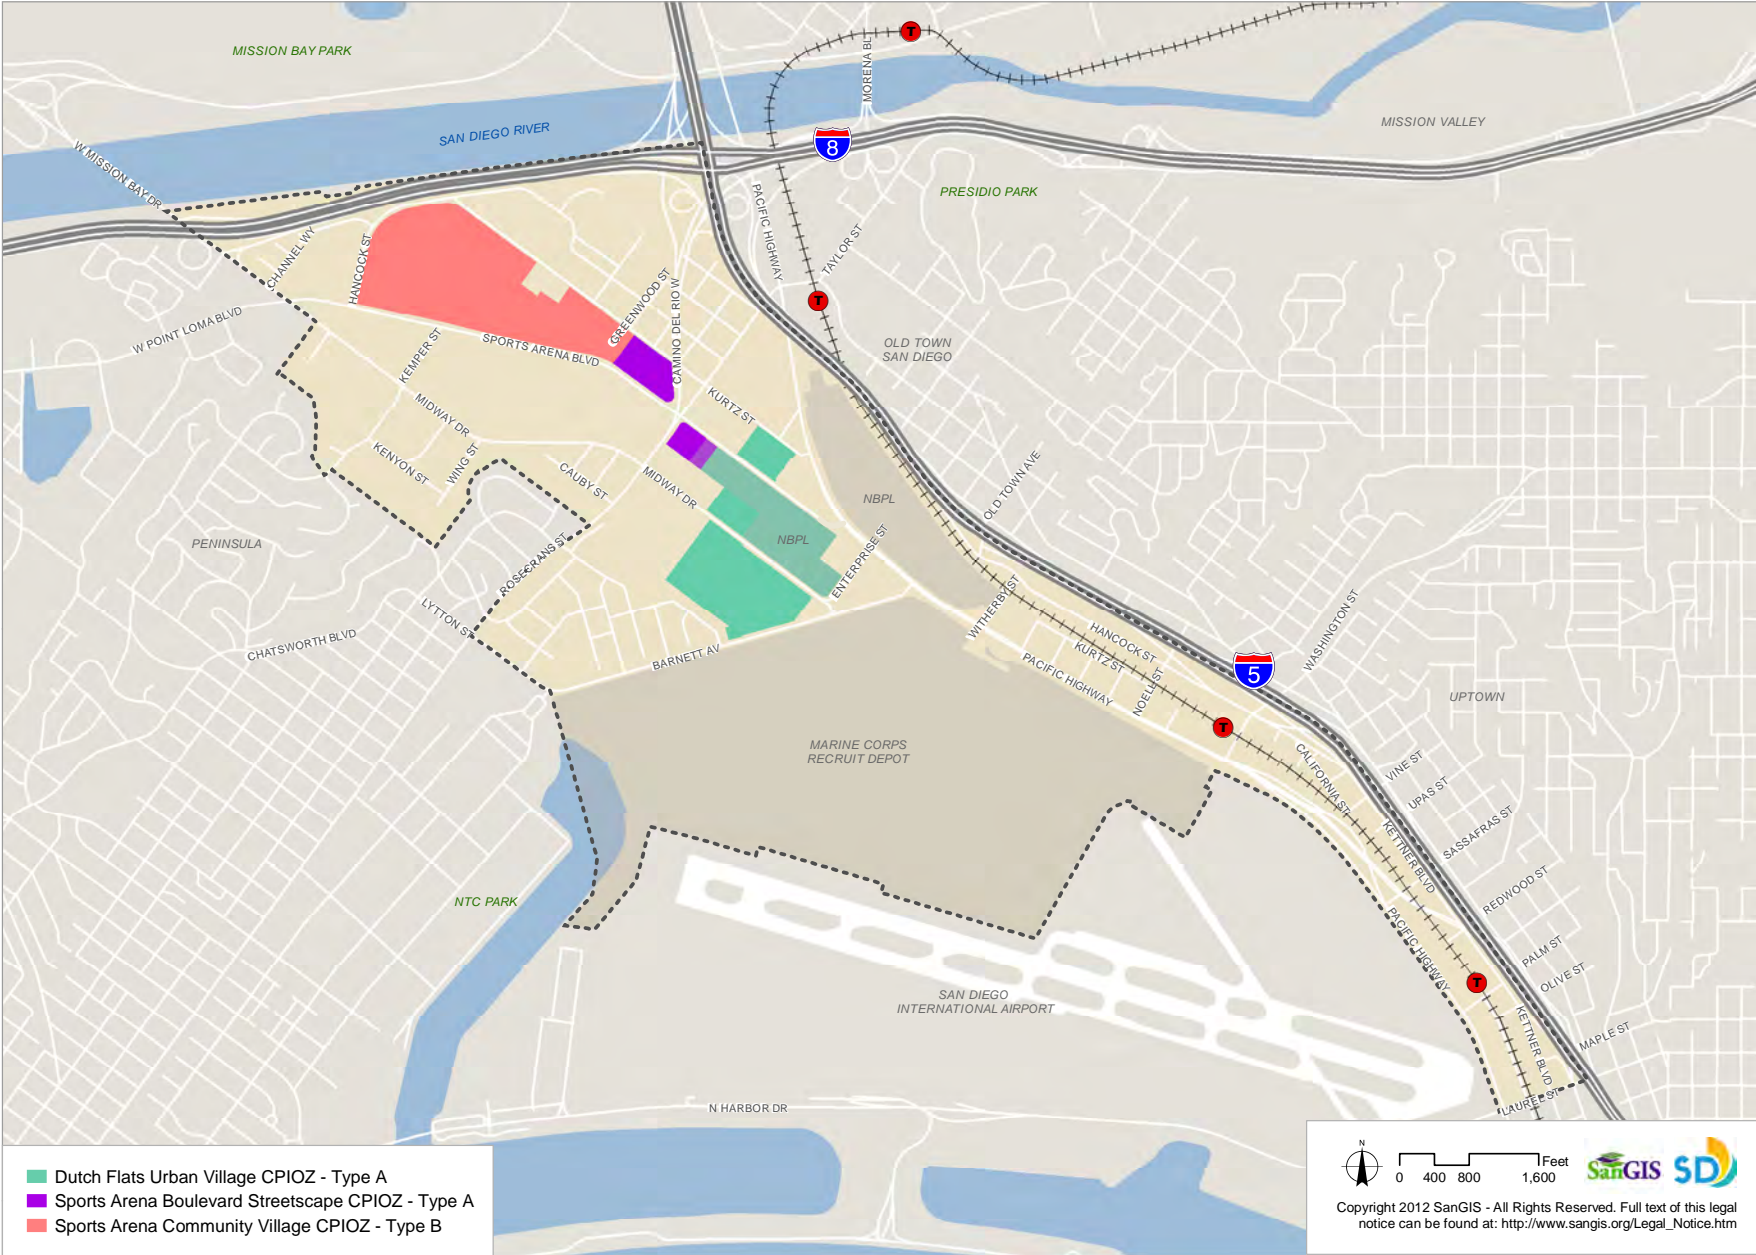 MISSION BAY PARK
T
MORENA BL
SAN DIEGO RIVER
8
MISSION VALLEY
W MISSION BAY DR
PRESIDIO PARK
PACIFIC HIGHWAY
TAYLOR ST
CHANNEL WY
HANCOCK ST
GREENWOOD ST
CAMINO DEL RIO W
T
W POINT LOMA BLVD
SPORTS ARENA BLVD
KEMPER ST
OLD TOWN
SAN DIEGO
KURTZ ST
MIDWAY DR
KENYON ST
WING ST
CAUBY ST
MIDWAY DR
NBPL
OLD TOWN AVE
PENINSULA
NBPL
ENTERPRISE ST
ROSECRANS ST
LYTTON ST
CHATSWORTH BLVD
BARNETT AV
WITHERBY ST
HANCOCK ST
KURTZ ST
PACIFIC HIGHWAY
NOELL ST
WASHINGTON ST
5
UPTOWN
T
MARINE CORPS
RECRUIT DEPOT
CALIFORNIA ST
VINE ST
UPAS ST
SASSAFRAS ST
KETTNER BLVD
REDWOOD ST
NTC PARK
PACIFIC HIGHWAY
PALM ST
OLIVE ST
T
SAN DIEGO
INTERNATIONAL AIRPORT
KETTNER BLVD
MAPLE ST
LAUREL ST
N HARBOR DR
Dutch Flats Urban Village CPIOZ - Type A
Sports Arena Boulevard Streetscape CPIOZ - Type A
Sports Arena Community Village CPIOZ - Type B
N
Feet
0 400 800 1,600
SanGIS
SD
Copyright 2012 SanGIS - All Rights Reserved. Full text of this legal
notice can be found at: http://www.sangis.org/Legal_Notice.htm